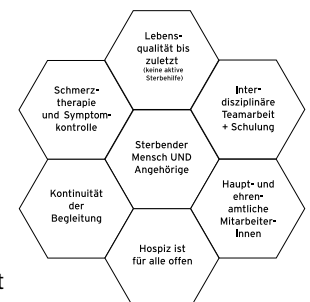 Lebens-
qualität bis
zuletzt
(keine aktive
Sterbehilfe)
Schmerz-
therapie
und Symptom-
kontrolle
Inter-
disziplinäre
Teamarbeit
+ Schulung
Sterbender
Mensch UND
Angehörige
Kontinuität
der
Begleitung
Haupt- und
ehren-
amtliche
Mitarbeiter-
Innen
Hospiz ist
für alle offen
t